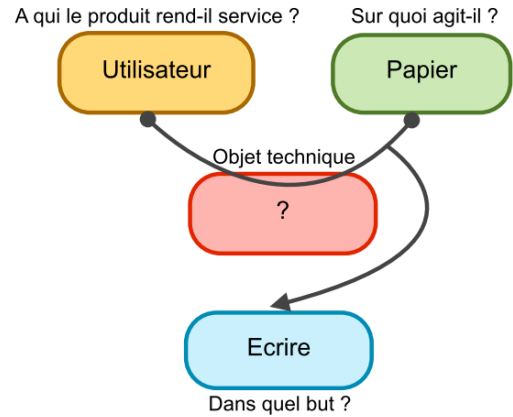 A qui le produit rend-il service ?
Sur quoi agit-il ?
Utilisateur
Papier
Objet technique
?
Ecrire
Dans quel but ?